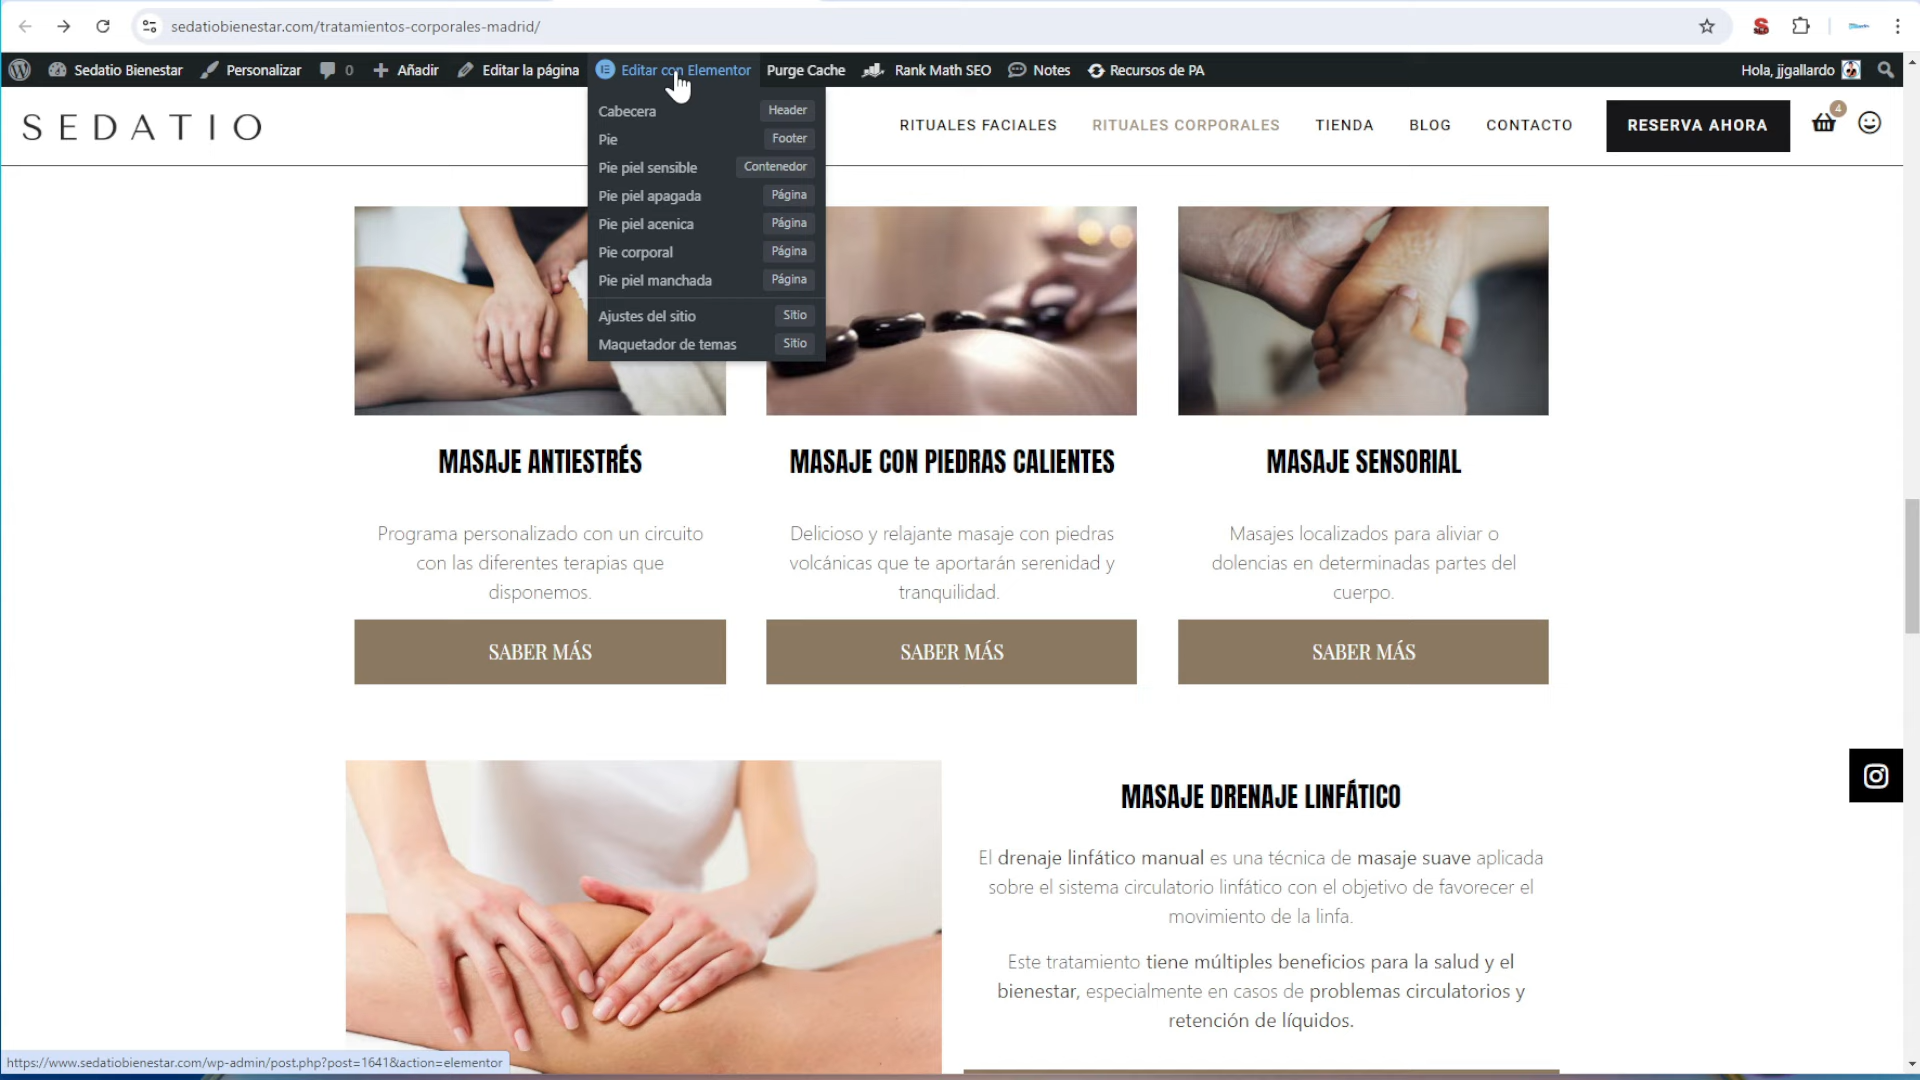 sedatiobienestar.com/tratamientos-corporales-madrid/
Sedatio Bienestar Personalizar 0 Añadir Editar la página Editar con Elementor Purge Cache Rank Math SEO Notes Recursos de PA Hola, jjgallardo
Cabecera Header
Pie Footer
Pie piel sensible Contenedor
Pie piel apagada Página
Pie piel acenica Página
Pie corporal Página
Pie piel manchada Página
Ajustes del sitio Sitio
Maquetador de temas Sitio
SEDATIO
RITUALES FACIALES RITUALES CORPORALES TIENDA BLOG CONTACTO RESERVA AHORA 4
MASAJE ANTIESTRÉS
Programa personalizado con un circuito
con las diferentes terapias que
disponemos.
SABER MÁS
MASAJE CON PIEDRAS CALIENTES
Delicioso y relajante masaje con piedras
volcánicas que te aportarán serenidad y
tranquilidad.
SABER MÁS
MASAJE SENSORIAL
Masajes localizados para aliviar o
dolencias en determinadas partes del
cuerpo.
SABER MÁS
MASAJE DRENAJE LINFÁTICO
El drenaje linfático manual es una técnica de masaje suave aplicada
sobre el sistema circulatorio linfático con el objetivo de favorecer el
movimiento de la linfa.
Este tratamiento tiene múltiples beneficios para la salud y el
bienestar, especialmente en casos de problemas circulatorios y
retención de líquidos.
https://www.sedatiobienestar.com/wp-admin/post.php?post=1641&action=elementor